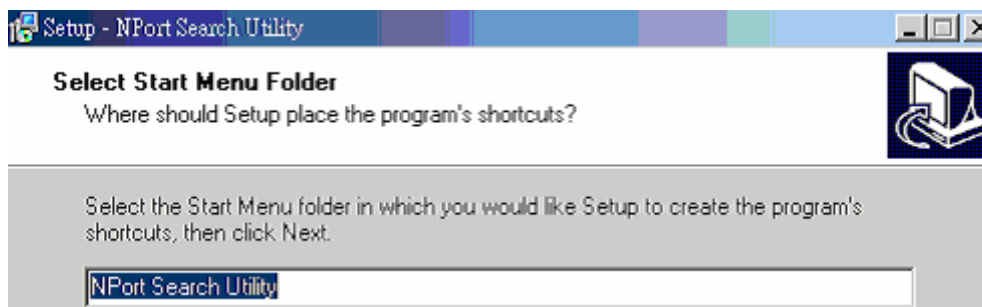 Setup - NPort Search Utility
Select Start Menu Folder
Where should Setup place the program's shortcuts?
Select the Start Menu folder in which you would like Setup to create the program's
shortcuts, then click Next.
NPort Search Utility